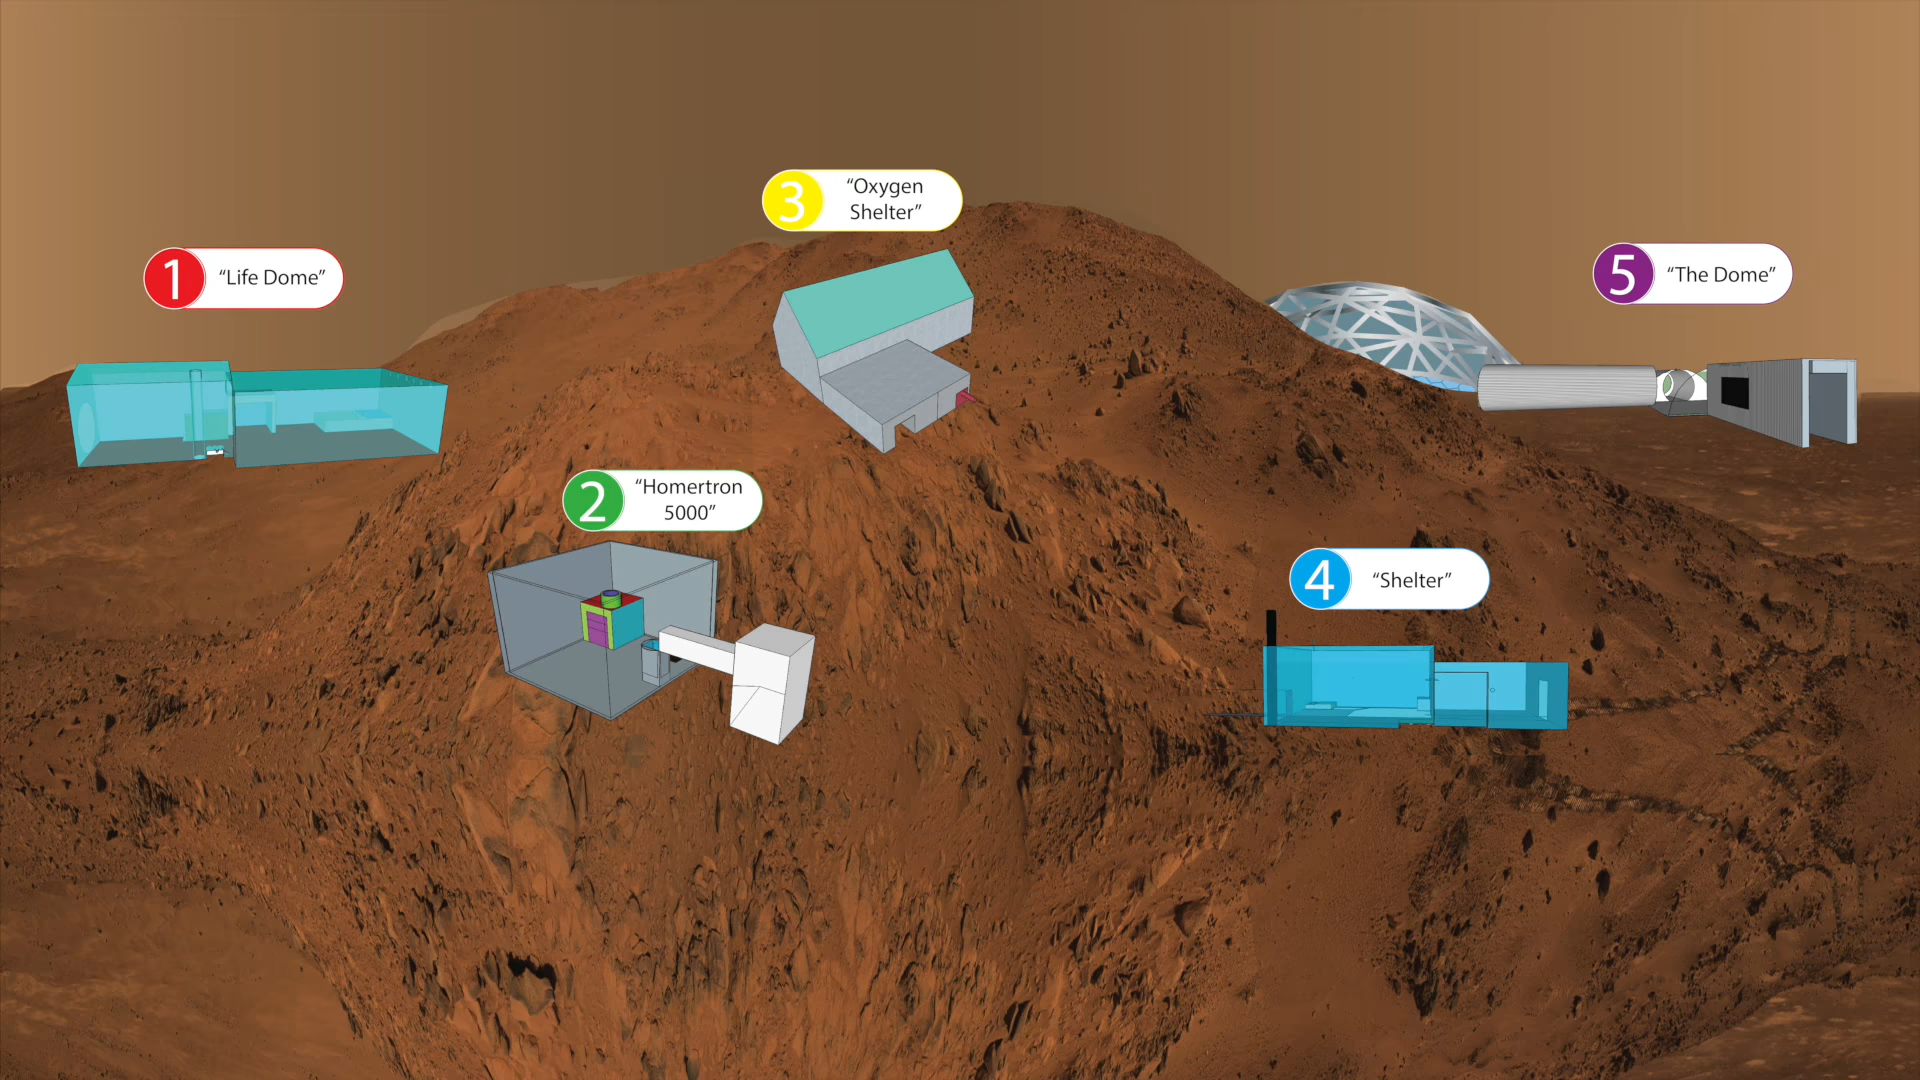 1 “Life Dome”
2 “Homertron
5000”
3 “Oxygen
Shelter”
4 “Shelter”
5 “The Dome”